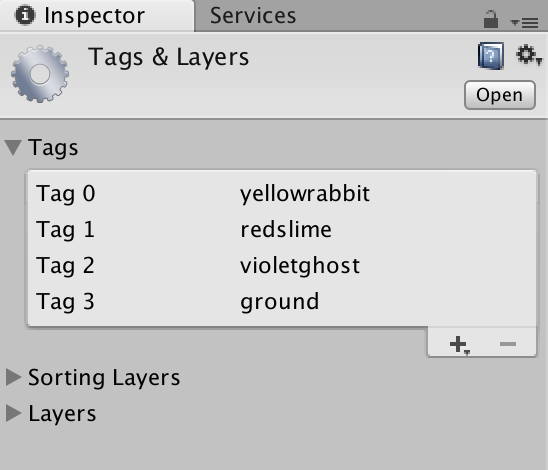 Inspector Services
Tags & Layers
Open
Tags
Tag 0 yellowrabbit
Tag 1 redslime
Tag 2 violetghost
Tag 3 ground
Sorting Layers
Layers